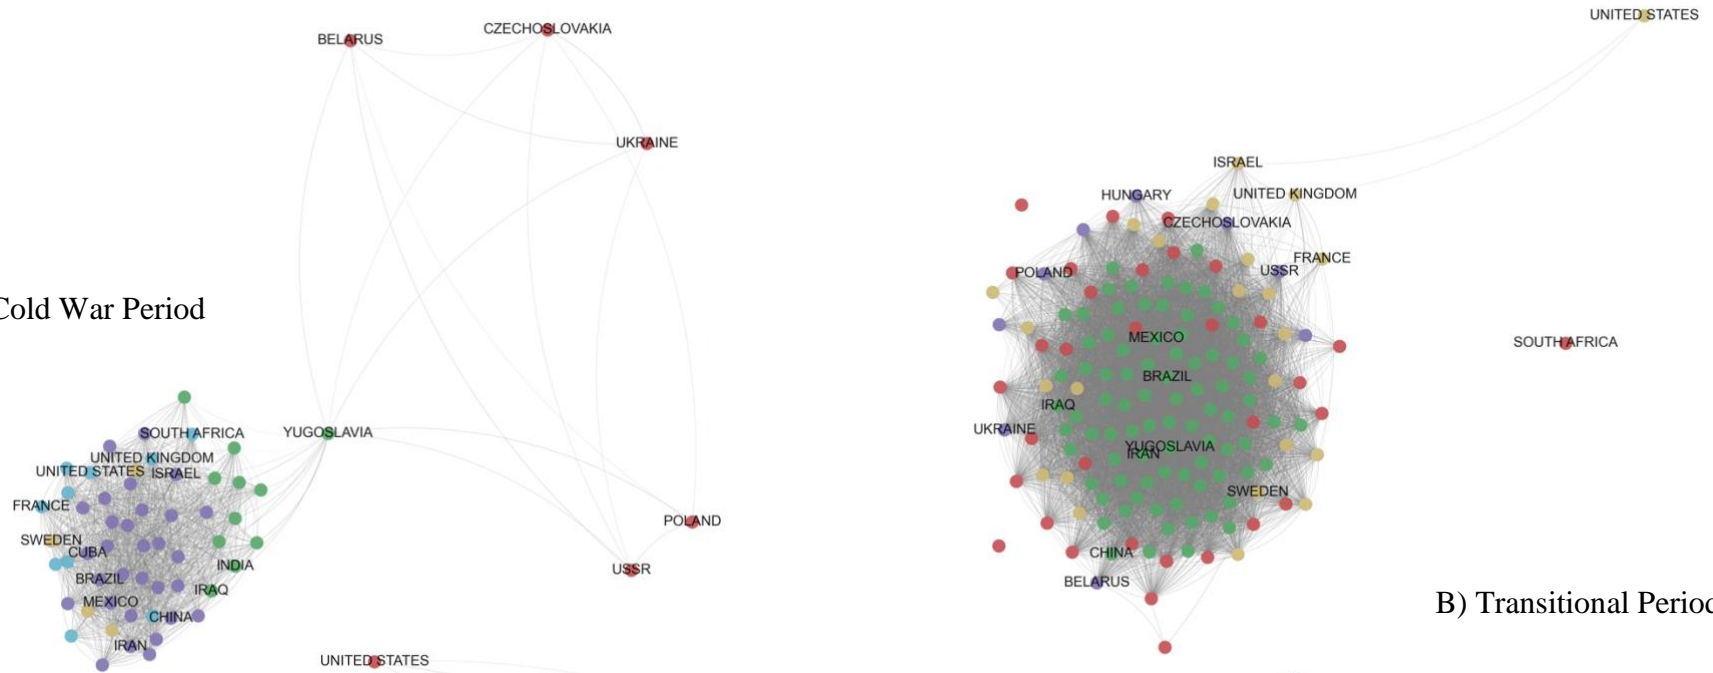 BELARUS
CZECHOSLOVAKIA
UKRAINE
Cold War Period
SOUTH AFRICA
YUGOSLAVIA
UNITED KINGDOM
UNITED STATES
ISRAEL
FRANCE
SWEDEN
CUBA
INDIA
BRAZIL
IRAQ
MEXICO
CHINA
IRAN
POLAND
USSR
UNITED STATES
UNITED STATES
ISRAEL
HUNGARY
UNITED KINGDOM
CZECHOSLOVAKIA
FRANCE
POLAND
USSR
MEXICO
SOUTH AFRICA
BRAZIL
IRAQ
UKRAINE
YUGOSLAVIA
IRAN
SWEDEN
CHINA
BELARUS
B) Transitional Period